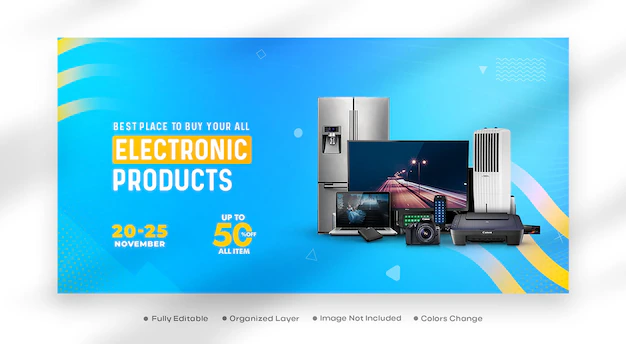 BEST PLACE TO BUY YOUR ALL
ELECTRONIC
PRODUCTS
20-25
NOVEMBER
UP TO
50%OFF
ALL ITEM
Canon
Fully Editable
Organized Layer
Image Not Included
Colors Change